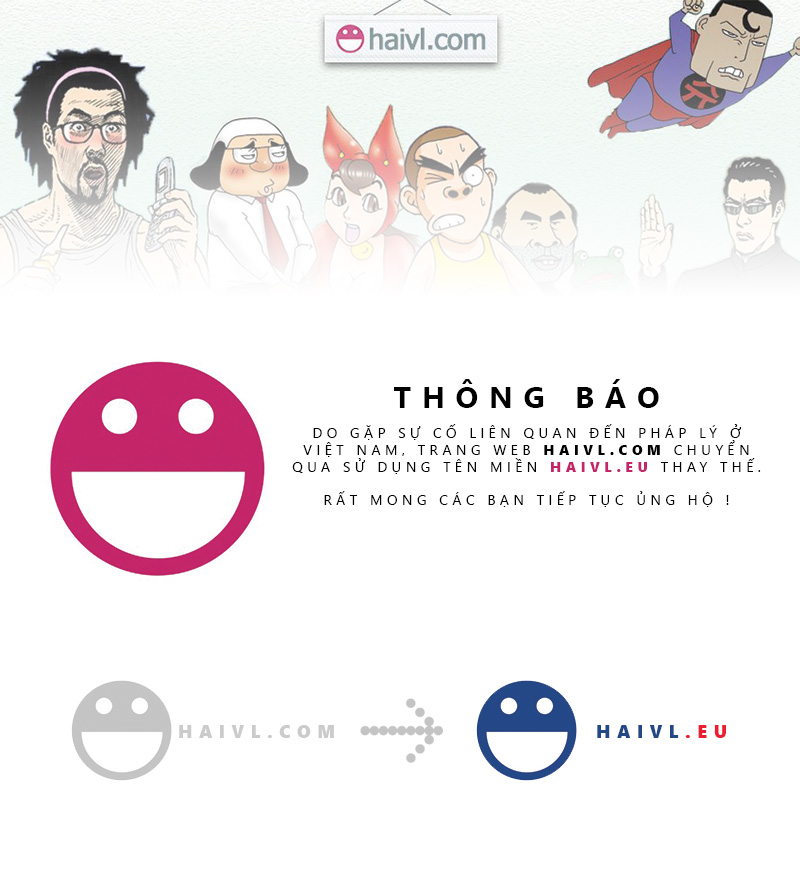 haivl.com
THÔNG BÁO
DO GẶP SỰ CỐ LIÊN QUAN ĐẾN PHÁP LÝ Ở
VIỆT NAM, TRANG WEB HAIVL.COM CHUYỂN
QUA SỬ DỤNG TÊN MIỀN HAIVL.EU THAY THẾ.
RẤT MONG CÁC BẠN TIẾP TỤC ỦNG HỘ !
HAIVL.COM
HAIVL.EU